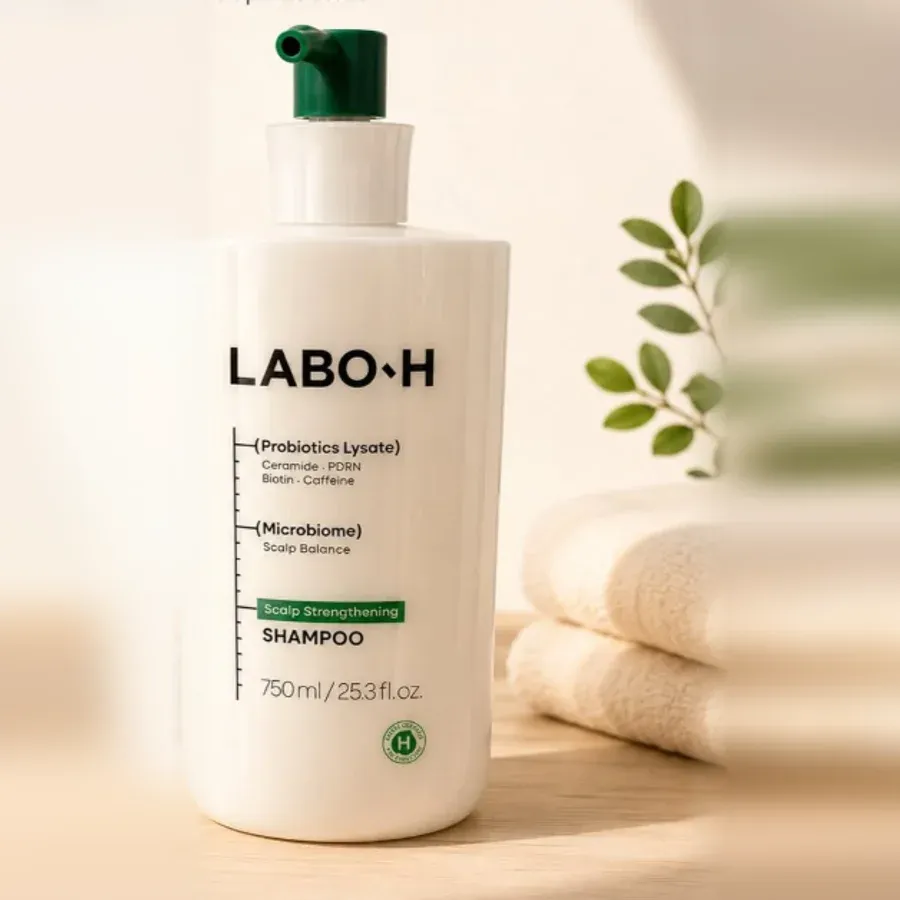 LABO-H
(Probiotics Lysate)
Ceramide · PDRN
Biotin · Caffeine
(Microbiome)
Scalp Balance
Scalp Strengthening
SHAMPOO
750ml / 25.3 fl. oz.
H